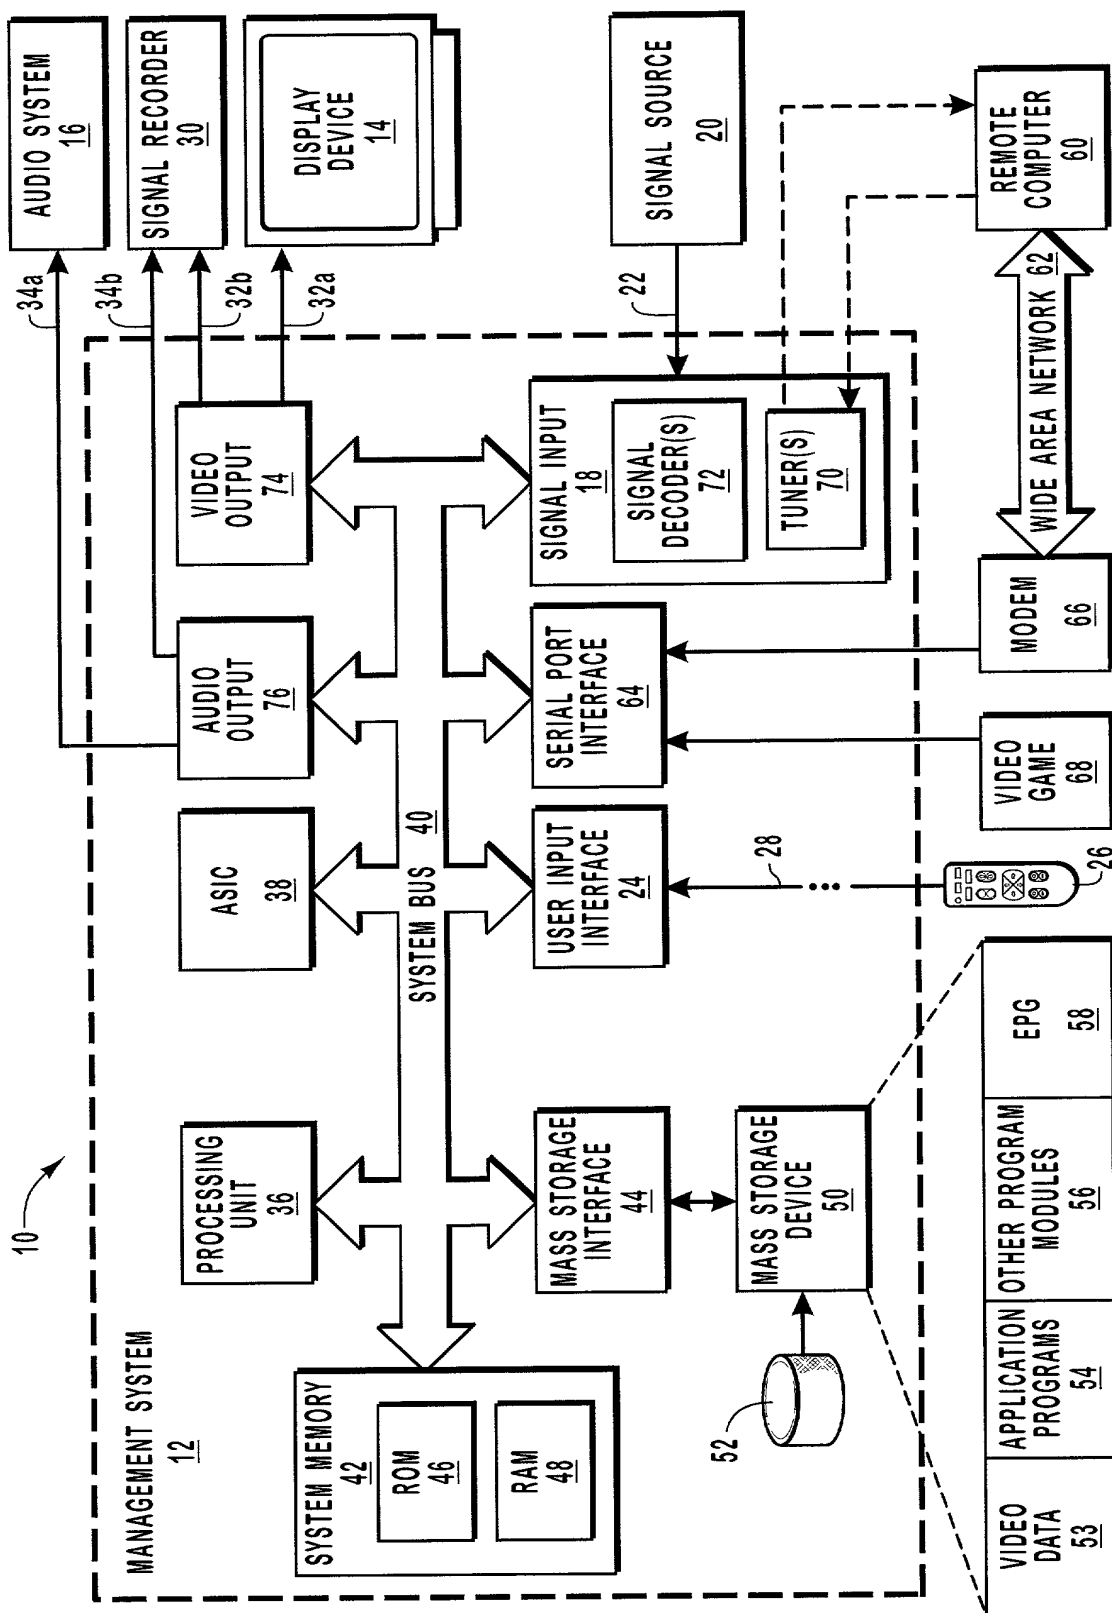 10
MANAGEMENT SYSTEM
12
SYSTEM MEMORY
42
ROM
46
RAM
48
PROCESSING
UNIT
36
ASIC
38
AUDIO
OUTPUT
76
VIDEO
OUTPUT
74
34a
34b
32b
32a
AUDIO SYSTEM
16
SIGNAL RECORDER
30
DISPLAY
DEVICE
14
SYSTEM BUS 40
MASS STORAGE
INTERFACE
44
USER INPUT
INTERFACE
24
SERIAL PORT
INTERFACE
64
SIGNAL INPUT
18
SIGNAL
DECODER(S)
72
TUNER(S)
70
22
SIGNAL SOURCE
20
52
MASS STORAGE
DEVICE
50
28
26
VIDEO
GAME
68
MODEM
66
WIDE AREA NETWORK 62
REMOTE
COMPUTER
60
VIDEO
DATA
53
APPLICATION
PROGRAMS
54
OTHER PROGRAM
MODULES
56
EPG
58